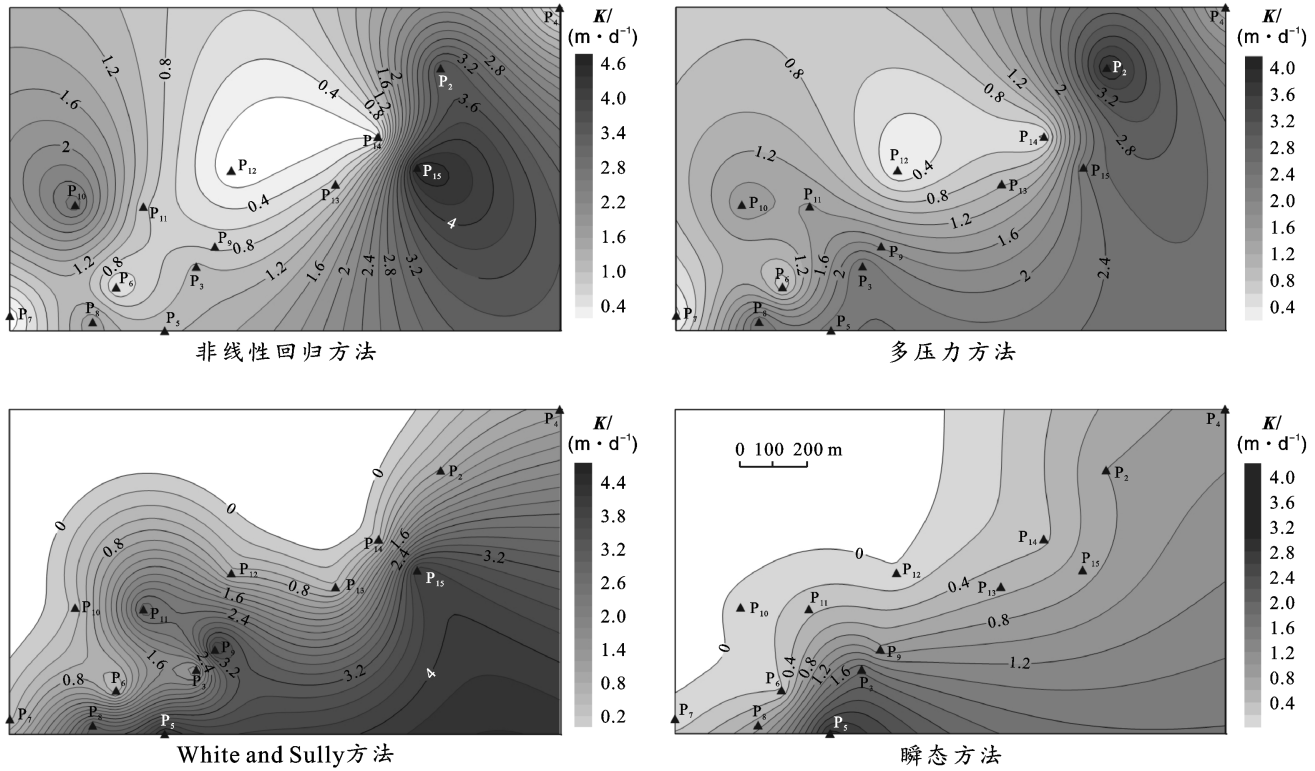 K/
(m·d⁻¹)
4.6
4.0
3.4
2.8
2.2
1.6
1.0
0.4
P₄
P₂
P₁₄
P₁₅
P₁₂
P₁₃
P₁₀
P₁₁
P₉
P₃
P₆
P₈
P₇
P₅
1.2
0.8
1.6
2
0.4
1.6
2
1.2
0.8
3.2
2.8
3.6
4
0.4
0.8
1.2
0.8
1.2
1.6
2
2.4
2.8
3.2
非线性回归方法
K/
(m·d⁻¹)
4.0
3.6
3.2
2.8
2.4
2.0
1.6
1.2
0.8
0.4
P₄
P₂
P₁₄
P₁₅
P₁₂
P₁₃
P₁₀
P₁₁
P₉
P₃
P₆
P₈
P₇
P₅
0.8
1.2
0.8
1.2
2
3.2
2.8
0.4
0.8
1.2
1.6
2
2.4
1.2
1.6
2
多压力方法
K/
(m·d⁻¹)
4.4
3.8
3.2
2.6
2.0
1.4
0.8
0.2
P₄
P₂
P₁₄
P₁₅
P₁₂
P₁₃
P₁₀
P₁₁
P₉
P₃
P₆
P₈
P₇
P₅
0
0
0
0.8
0.8
1.6
2.4
1.6
2.4
3.2
1.6
2.4
3.2
0.8
3.2
4
White and Sully方法
0 100 200 m
K/
(m·d⁻¹)
4.0
3.6
3.2
2.8
2.4
2.0
1.6
1.2
0.8
0.4
P₄
P₂
P₁₄
P₁₅
P₁₂
P₁₃
P₁₀
P₁₁
P₉
P₂
P₆
P₈
P₇
P₅
0
0
0.4
0.8
1.2
0.4
0.8
1.2
1.6
瞬态方法